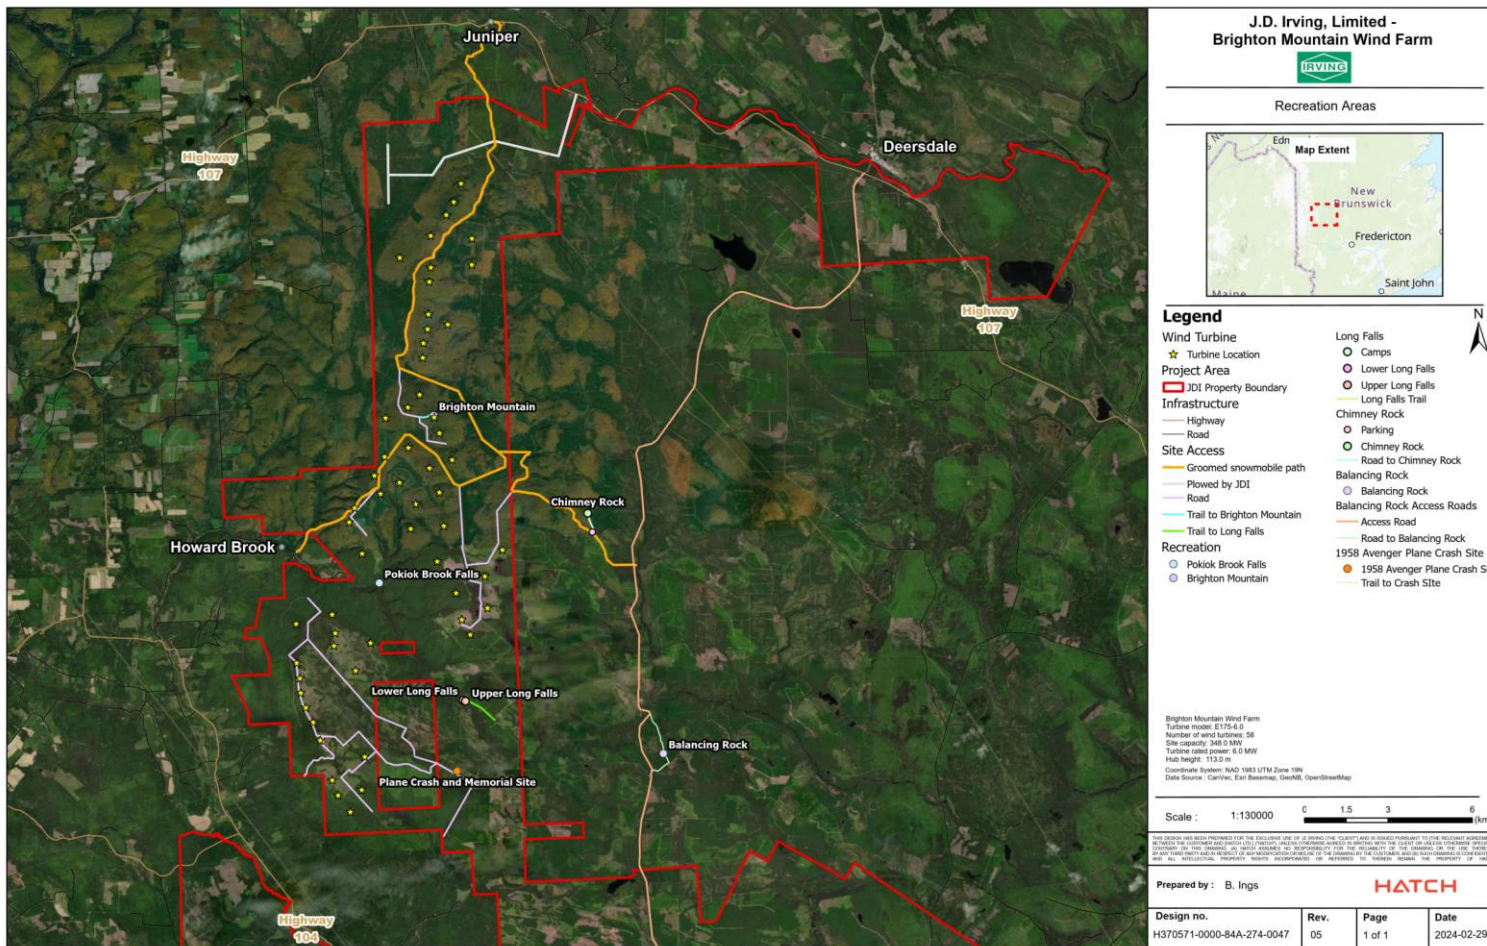 J.D. Irving, Limited -
Brighton Mountain Wind Farm
IRVING
Recreation Areas
Map Extent
Edn
New
Brunswick
Fredericton
Saint John
Maine
Juniper
Highway
107
Deersdale
Highway
107
Brighton Mountain
Chimney Rock
Howard Brook
Pokiok Brook Falls
Lower Long Falls
Upper Long Falls
Balancing Rock
Plane Crash and Memorial Site
Highway
104
Legend
N
Wind Turbine
Turbine Location
Project Area
JDI Property Boundary
Infrastructure
Highway
Road
Site Access
Groomed snowmobile path
Plowed by JDI
Road
Trail to Brighton Mountain
Trail to Long Falls
Recreation
Pokiok Brook Falls
Brighton Mountain
Long Falls
Camps
Lower Long Falls
Upper Long Falls
Long Falls Trail
Chimney Rock
Parking
Chimney Rock
Road to Chimney Rock
Balancing Rock
Balancing Rock
Balancing Rock Access Roads
Access Road
Road to Balancing Rock
1958 Avenger Plane Crash Site
1958 Avenger Plane Crash S
Trail to Crash SIte
Brighton Mountain Wind Farm
Turbine model: E175-6.0
Number of wind turbines: 58
Site capacity: 348.0 MW
Turbine rated power: 6.0 MW
Hub height: 113.0 m
Coordinate System: NAD 1983 UTM Zone 19N
Data Source : CanVec, Esri Basemap, GeoNB, OpenStreetMap
Scale : 1:130000
0 1.5 3 6
(km
Prepared by : B. Ings
HATCH
Design no. Rev. Page Date
H370571-0000-84A-274-0047 05 1 of 1 2024-02-29